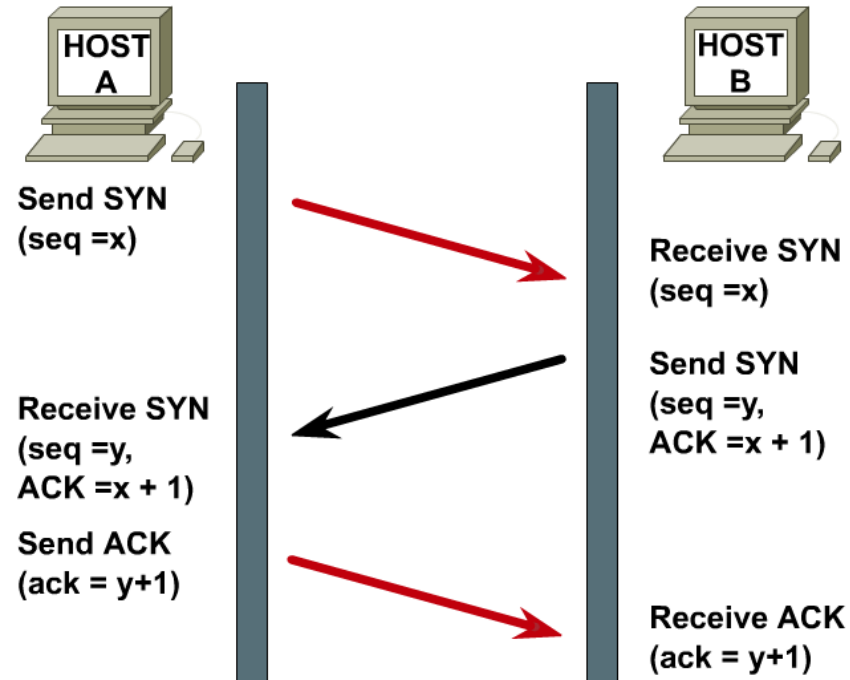 HOST
A
HOST
B
Send SYN
(seq =x)
Receive SYN
(seq =x)
Send SYN
(seq =y,
ACK =x + 1)
Receive SYN
(seq =y,
ACK =x + 1)
Send ACK
(ack = y+1)
Receive ACK
(ack = y+1)